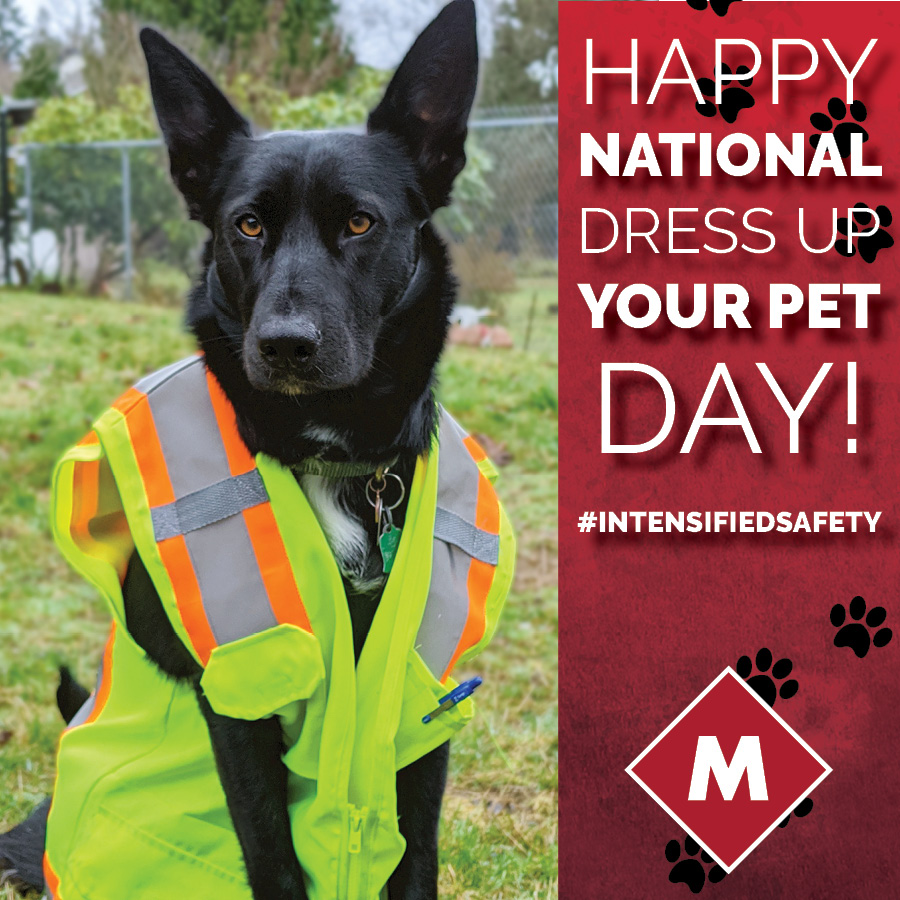 HAPPY
NATIONAL
DRESS UP
YOUR PET
DAY!
#INTENSIFIEDSAFETY
M